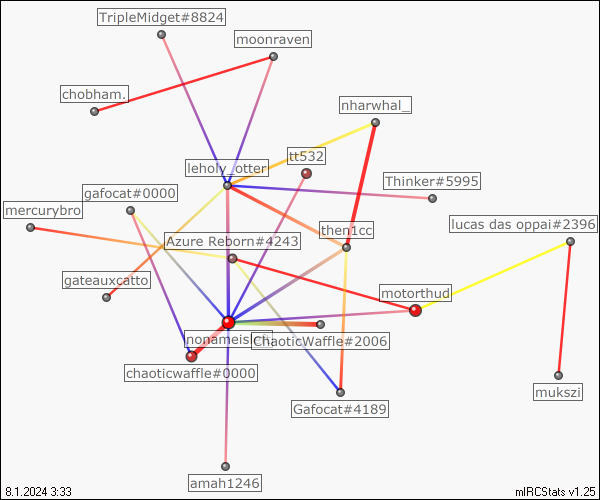 TripleMidget#8824
moonraven
chobham.
nharwhal_
tt532
leholy_otter
Thinker#5995
gafocat#0000
mercurybro
lucas das oppai#2396
then1cc
Azure Reborn#4243
gateauxcatto
motorthud
ChaoticWaffle#2006
chaoticwaffle#0000
mukszi
Gafocat#4189
amah1246
8.1.2024 3:33
mIRCStats v1.25